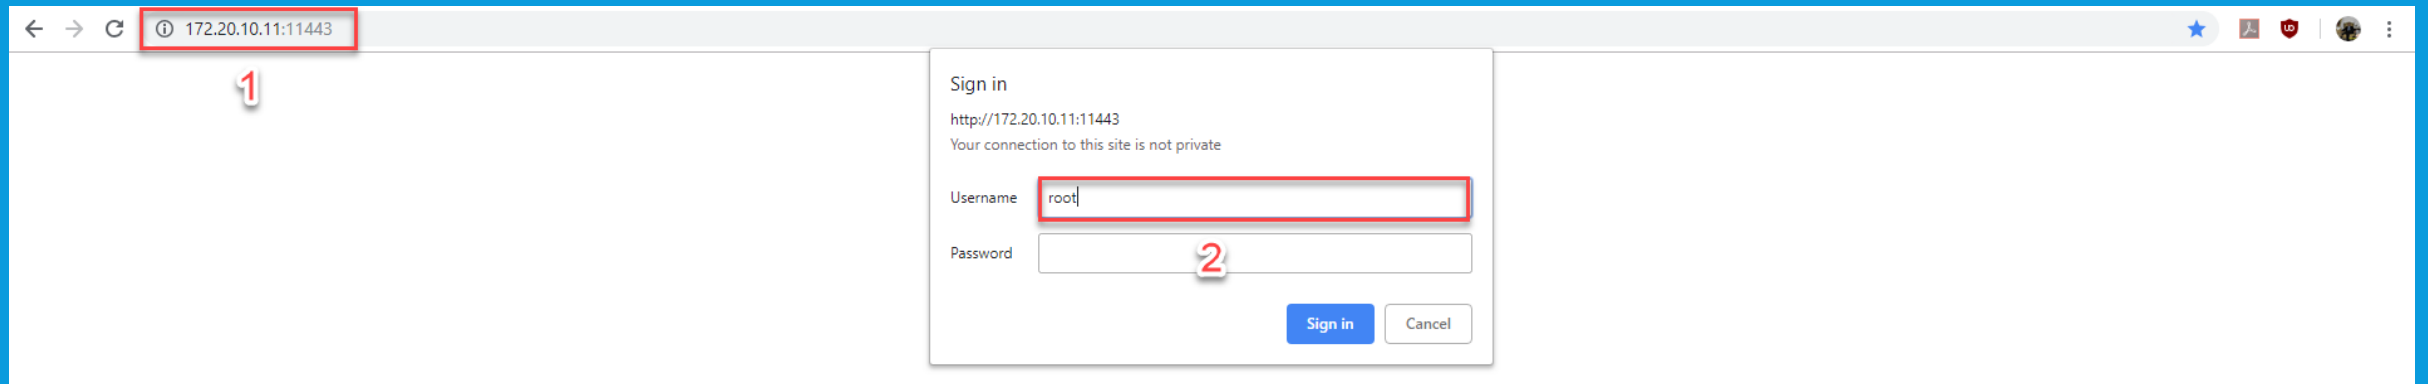 172.20.10.11:11443
1
Sign in
http://172.20.10.11:11443
Your connection to this site is not private
Username root
Password
2
Sign in Cancel